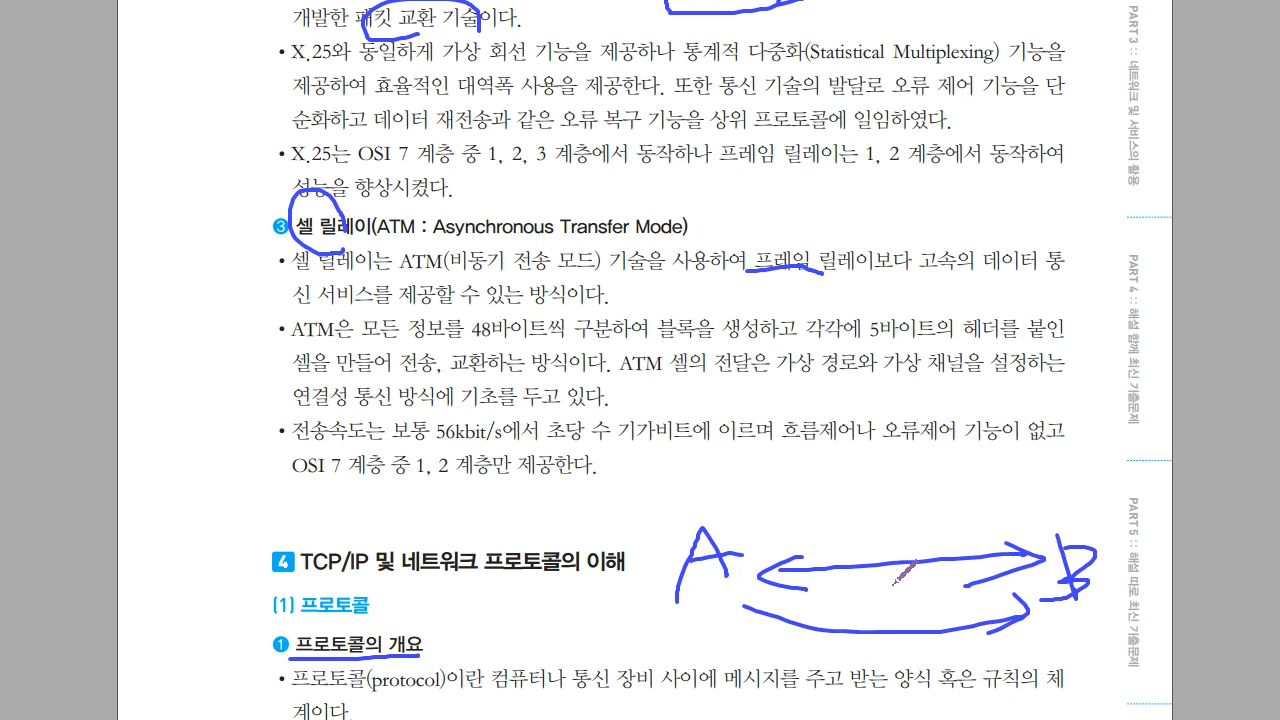 개발한 패킷 교환 기술이다.
• X.25와 동일하게 가상 회선 기능을 제공하나 통계적 다중화(Statistical Multiplexing) 기능을
제공하여 효율적인 대역폭 사용을 제공한다. 또한 통신 기술의 발달로 오류 제어 기능을 단
순화하고 데이터 재전송과 같은 오류 복구 기능을 상위 프로토콜에 일임하였다.
• X.25는 OSI 7 계층 중 1, 2, 3 계층에서 동작하나 프레임 릴레이는 1, 2 계층에서 동작하여
성능을 향상시켰다.
3 셀 릴레이(ATM : Asynchronous Transfer Mode)
• 셀 릴레이는 ATM(비동기 전송 모드) 기술을 사용하여 프레임 릴레이보다 고속의 데이터 통
신 서비스를 제공할 수 있는 방식이다.
• ATM은 모든 정보를 48바이트씩 구분하여 블록을 생성하고 각각에 5바이트의 헤더를 붙인
셀을 만들어 전송 교환하는 방식이다. ATM 셀의 전달은 가상 경로와 가상 채널을 설정하는
연결성 통신 방식에 기초를 두고 있다.
• 전송속도는 보통 56kbit/s에서 초당 수 기가비트에 이르며 흐름제어나 오류제어 기능이 없고
OSI 7 계층 중 1, 2 계층만 제공한다.
4 TCP/IP 및 네트워크 프로토콜의 이해
A B
(1) 프로토콜
1 프로토콜의 개요
• 프로토콜(protocol)이란 컴퓨터나 통신 장비 사이에 메시지를 주고 받는 양식 혹은 규칙의 체
계이다.
PART 3 :: 네트워크 및 서비스의 활용
PART 4 :: 해설 함께 최신 기출문제
PART 5 :: 해설 따로 최신 기출문제